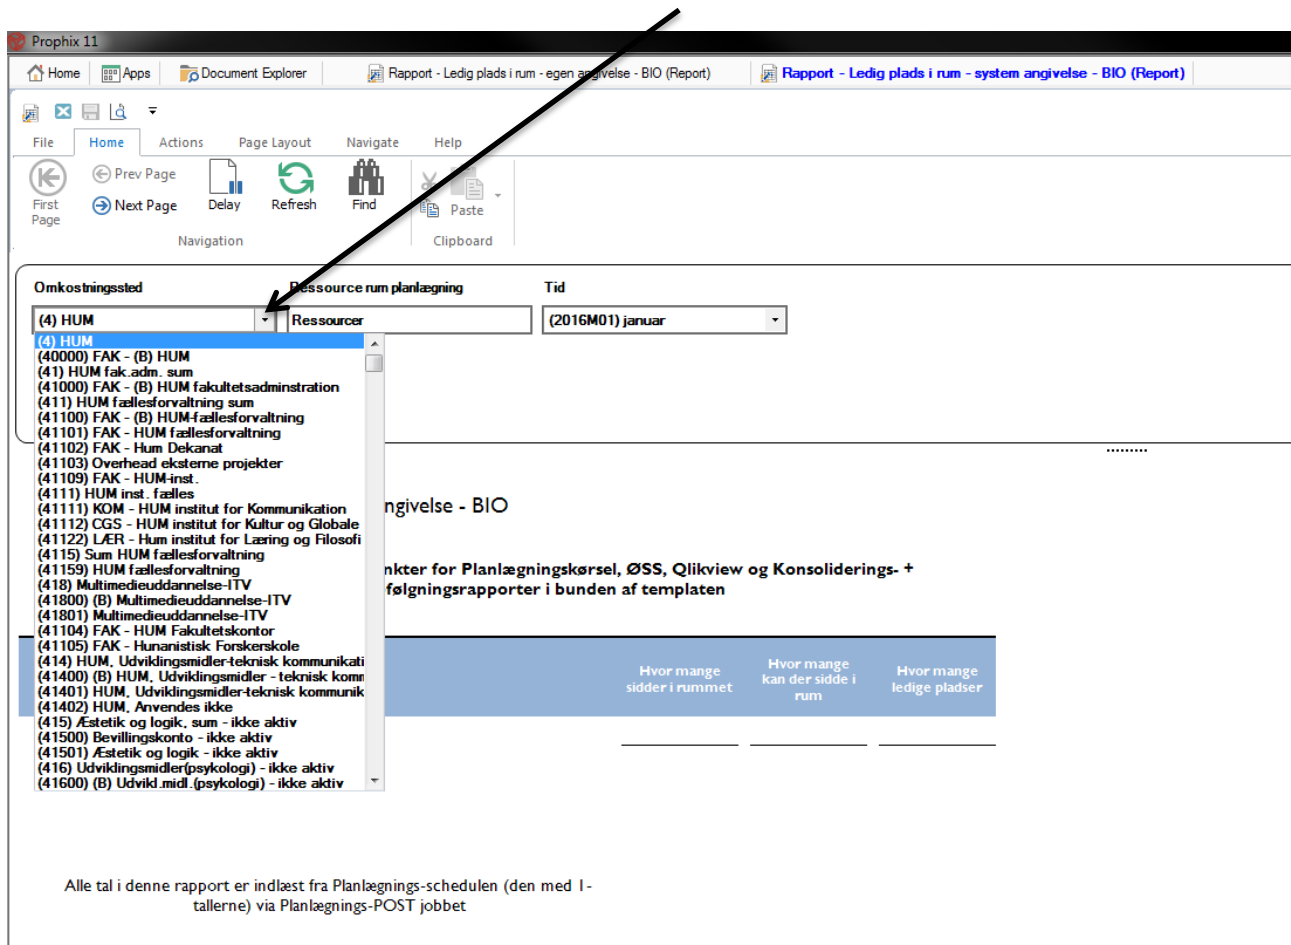 Prophix 11
Home Apps Document Explorer Rapport - Ledig plads i rum - egen angivelse - BIO (Report) Rapport - Ledig plads i rum - system angivelse - BIO (Report)
File Home Actions Page Layout Navigate Help
First Page Prev Page Next Page Delay Refresh Find Paste
Navigation Clipboard
Omkostningssted Ressource rum planlægning Tid
(4) HUM Ressourcer (2016M01) januar
(4) HUM
(40000) FAK - (B) HUM
(41) HUM fak.adm. sum
(41000) FAK - (B) HUM fakultetsadminstration
(411) HUM fællesforvaltning sum
(41100) FAK - (B) HUM-fællesforvaltning
(41101) FAK - HUM fællesforvaltning
(41102) FAK - Hum Dekanat
(41103) Overhead eksterne projekter
(41109) FAK - HUM-inst.
(4111) HUM inst. fælles
(41111) KOM - HUM institut for Kommunikation
(41112) CGS - HUM institut for Kultur og Globale
(41122) LÆR - Hum institut for Læring og Filosofi
(4115) Sum HUM fællesforvaltning
(41159) HUM fællesforvaltning
(418) Multimedieuddannelse-ITV
(41800) (B) Multimedieuddannelse-ITV
(41801) Multimedieuddannelse-ITV
(41104) FAK - HUM Fakultetskontor
(41105) FAK - Hunanistisk Forskerskole
(414) HUM, Udviklingsmidler-teknisk kommunikati
(41400) (B) HUM, Udviklingsmidler - teknisk komm
(41401) HUM, Udviklingsmidler-teknisk kommunik
(41402) HUM, Anvendes ikke
(415) Æstetik og logik, sum - ikke aktiv
(41500) Bevillingskonto - ikke aktiv
(41501) Æstetik og logik - ikke aktiv
(416) Udviklingsmidler(psykologi) - ikke aktiv
(41600) (B) Udvikl.midl.(psykologi) - ikke aktiv
ngivelse - BIO
nkter for Planlægningskørsel, ØSS, Qlikview og Konsoliderings- +
følgningsrapporter i bunden af templaten
Hvor mange sidder i rummet
Hvor mange kan der sidde i rum
Hvor mange ledige pladser
Alle tal i denne rapport er indlæst fra Planlægnings-schedulen (den med 1-
tallerne) via Planlægnings-POST jobbet